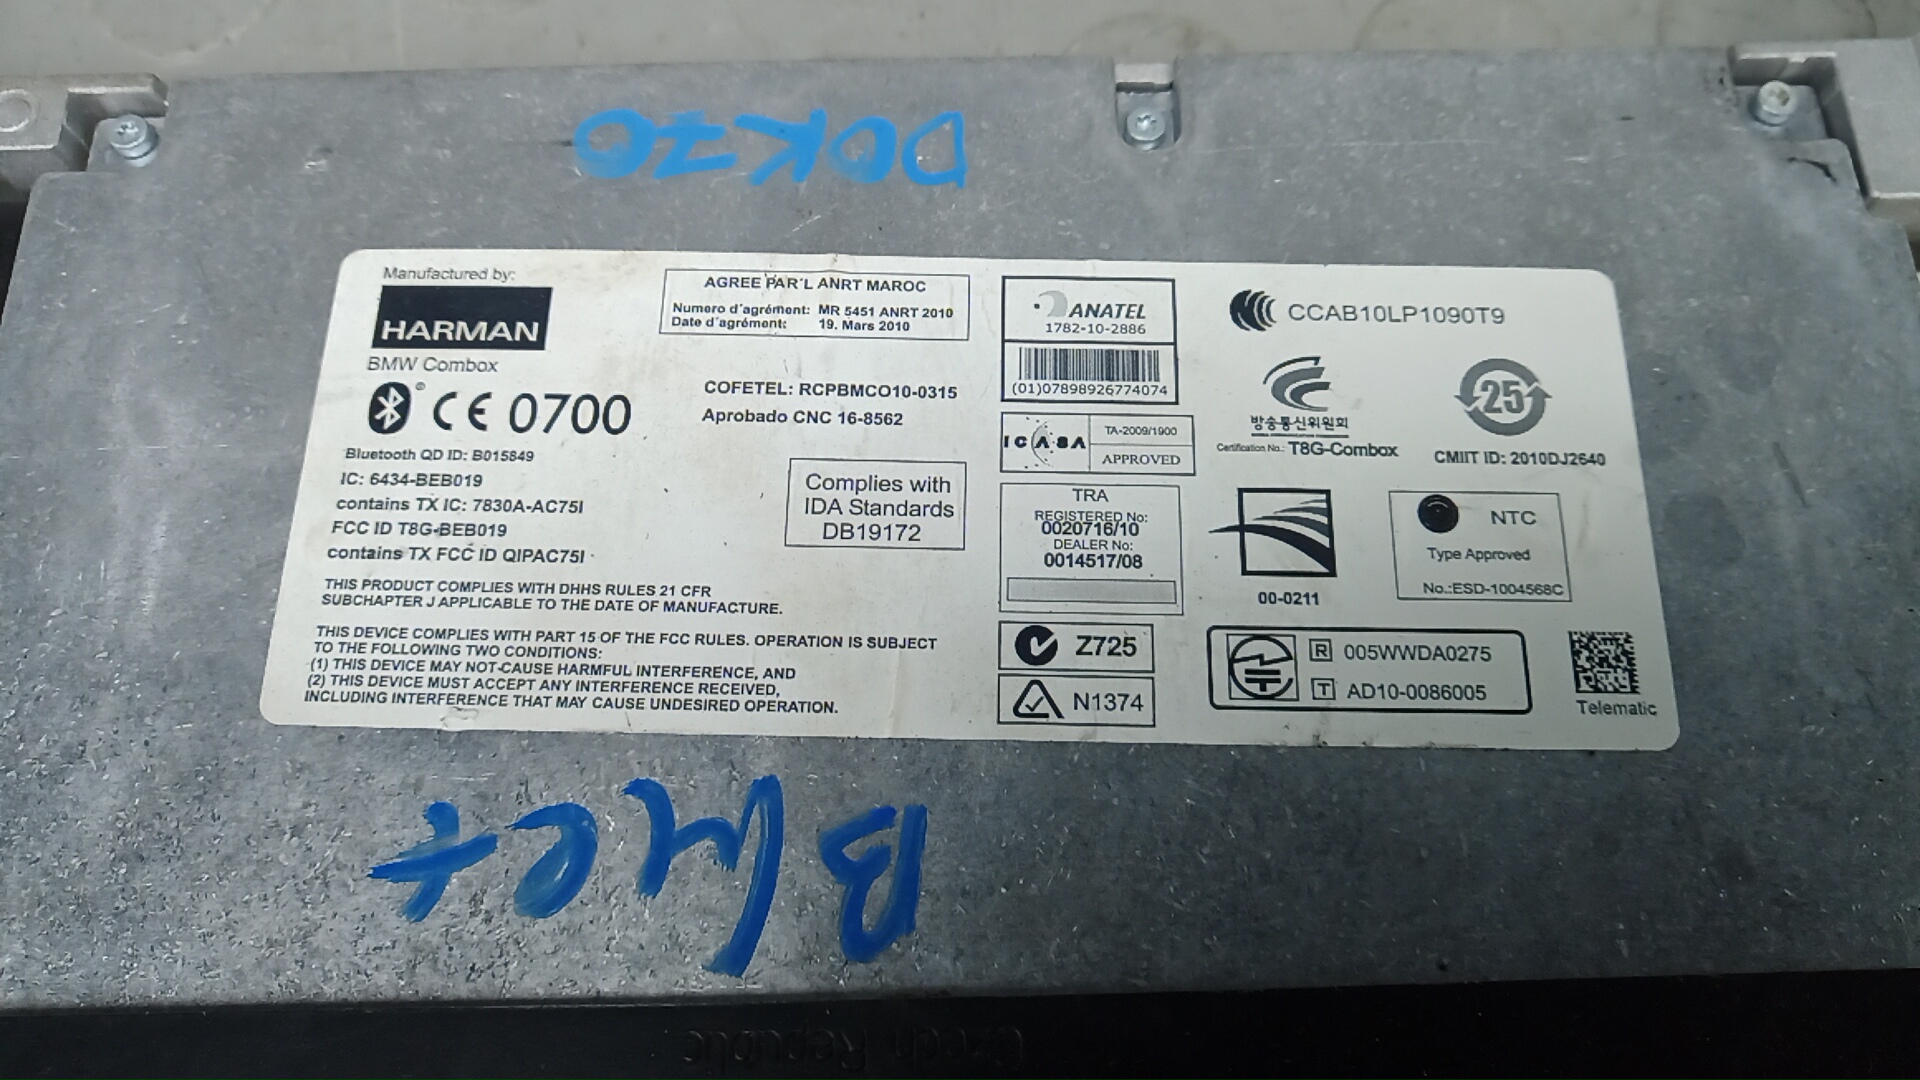 DOK70
Manufactured by:
HARMAN
BMW Combox
CE 0700
Bluetooth QD ID: B015849
IC: 6434-BEB019
contains TX IC: 7830A-AC75I
FCC ID T8G-BEB019
contains TX FCC ID QIPAC75I
THIS PRODUCT COMPLIES WITH DHHS RULES 21 CFR
SUBCHAPTER J APPLICABLE TO THE DATE OF MANUFACTURE.
THIS DEVICE COMPLIES WITH PART 15 OF THE FCC RULES. OPERATION IS SUBJECT
TO THE FOLLOWING TWO CONDITIONS:
(1) THIS DEVICE MAY NOT CAUSE HARMFUL INTERFERENCE, AND
(2) THIS DEVICE MUST ACCEPT ANY INTERFERENCE RECEIVED,
INCLUDING INTERFERENCE THAT MAY CAUSE UNDESIRED OPERATION.
AGREE PAR'L ANRT MAROC
Numero d'agrément: MR 5451 ANRT 2010
Date d'agrément: 19. Mars 2010
COFETEL: RCPBMCO10-0315
Aprobado CNC 16-8562
Complies with
IDA Standards
DB19172
ANATEL
1782-10-2886
(01)07898926774074
ICASA
TA-2009/1900
APPROVED
TRA
REGISTERED No:
0020716/10
DEALER No:
0014517/08
Z725
N1374
CCAB10LP1090T9
방송통신위원회
Certification No.: T8G-Combox
25
CMIIT ID: 2010DJ2640
00-0211
NTC
Type Approved
No.:ESD-1004568C
R 005WWDA0275
T AD10-0086005
Telematic
Czech Republic